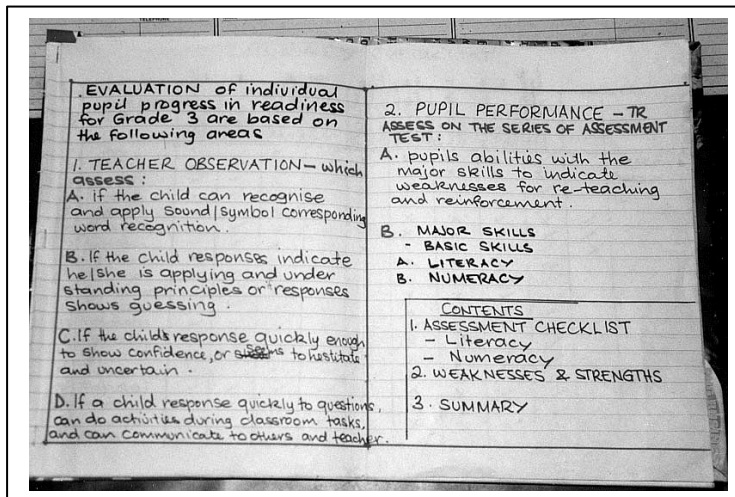 TELEPHONE
EVALUATION of individual
pupil progress in readiness
for Grade 3 are based on
the following areas
1. TEACHER OBSERVATION – which
assess :
A. if the child can recognise
and apply sound/symbol corresponding
word recognition.
B. If the child responses indicate
he/she is applying and under
standing principles or "responses
shows guessing.
C. If the childs response quickly enough
to show confidence, or seems to hestitate
and uncertain.
D. If a child response quickly to questions,
can do activities during classroom tasks,
and can communicate to others and teacher.
2. PUPIL PERFORMANCE – TR
ASSESS ON THE SERIES OF ASSESSMENT
TEST :
A. pupils abilities with the
major skills to indicate
weaknesses for re-teaching
and reinforcement.
B. MAJOR SKILLS
- BASIC SKILLS
A. LITERACY
B. NUMERACY
CONTENTS
1. ASSESSMENT CHECKLIST
– Literacy
– Numeracy
2. WEAKNESSES & STRENGTHS
3. SUMMARY